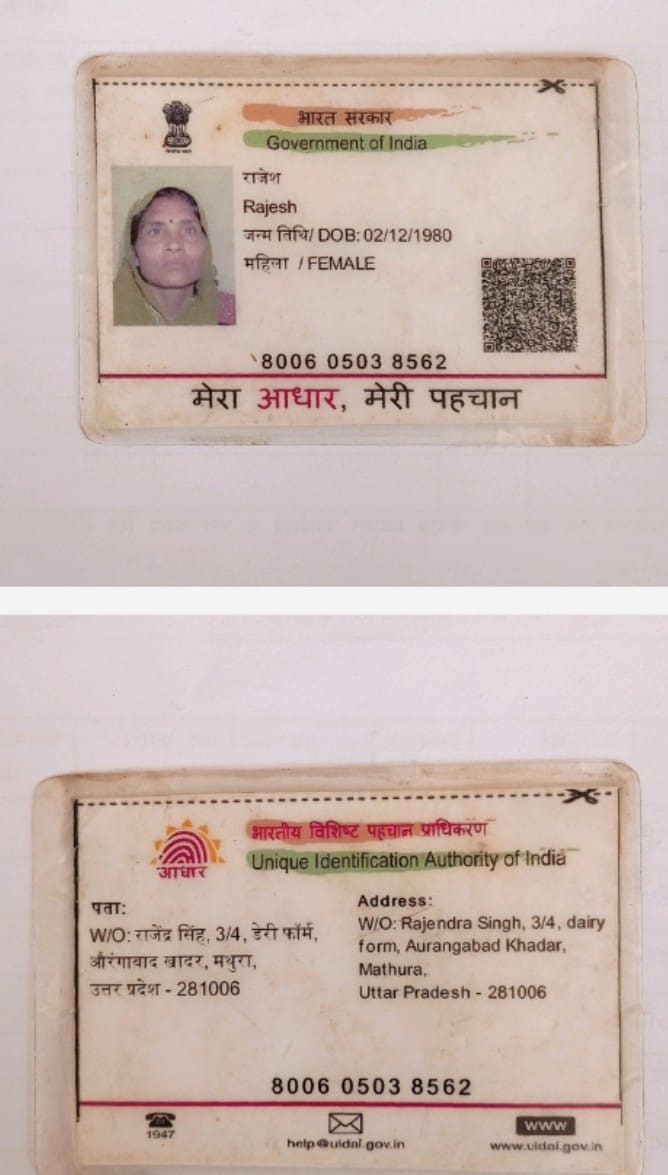 भारत सरकार
Government of India
राजेश
Rajesh
जन्म तिथि/ DOB: 02/12/1980
महिला / FEMALE
8006 0503 8562
मेरा आधार, मेरी पहचान
भारतीय विशिष्ट पहचान प्राधिकरण
Unique Identification Authority of India
आधार
पता:
W/O: राजेंद्र सिंह, 3/4, डेरी फॉर्म,
औरंगाबाद खादर, मथुरा,
उत्तर प्रदेश - 281006
Address:
W/O: Rajendra Singh, 3/4, dairy
form, Aurangabad Khadar,
Mathura,
Uttar Pradesh - 281006
8006 0503 8562
1947
help@uidai.gov.in
www
www.uidai.gov.in